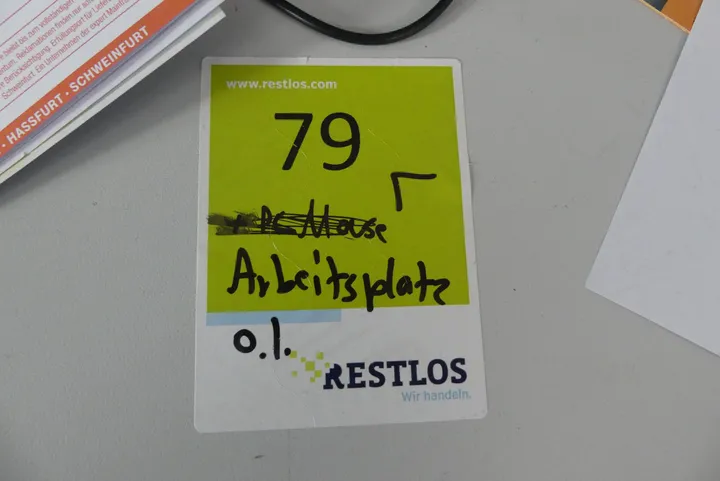 HASSFURT · SCHWEINFURT
www.restlos.com
79
PC Mouse
Arbeitsplatz
o.l.
RESTLOS
Wir handeln.